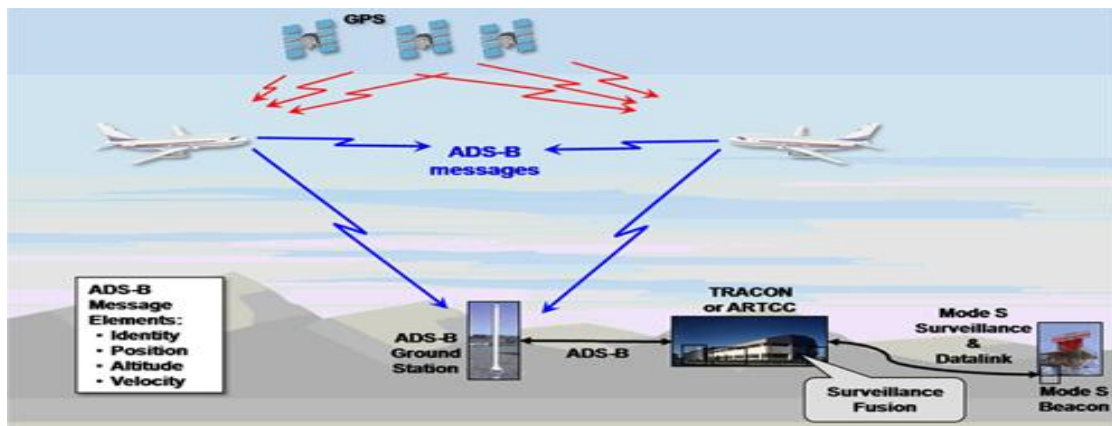 GPS
ADS-B
messages
ADS-B
Message
Elements:
• Identity
• Position
• Altitude
• Velocity
ADS-B
Ground
Station
ADS-B
TRACON
or ARTCC
Surveillance
Fusion
Mode S
Surveillance
&
Datalink
Mode S
Beacon